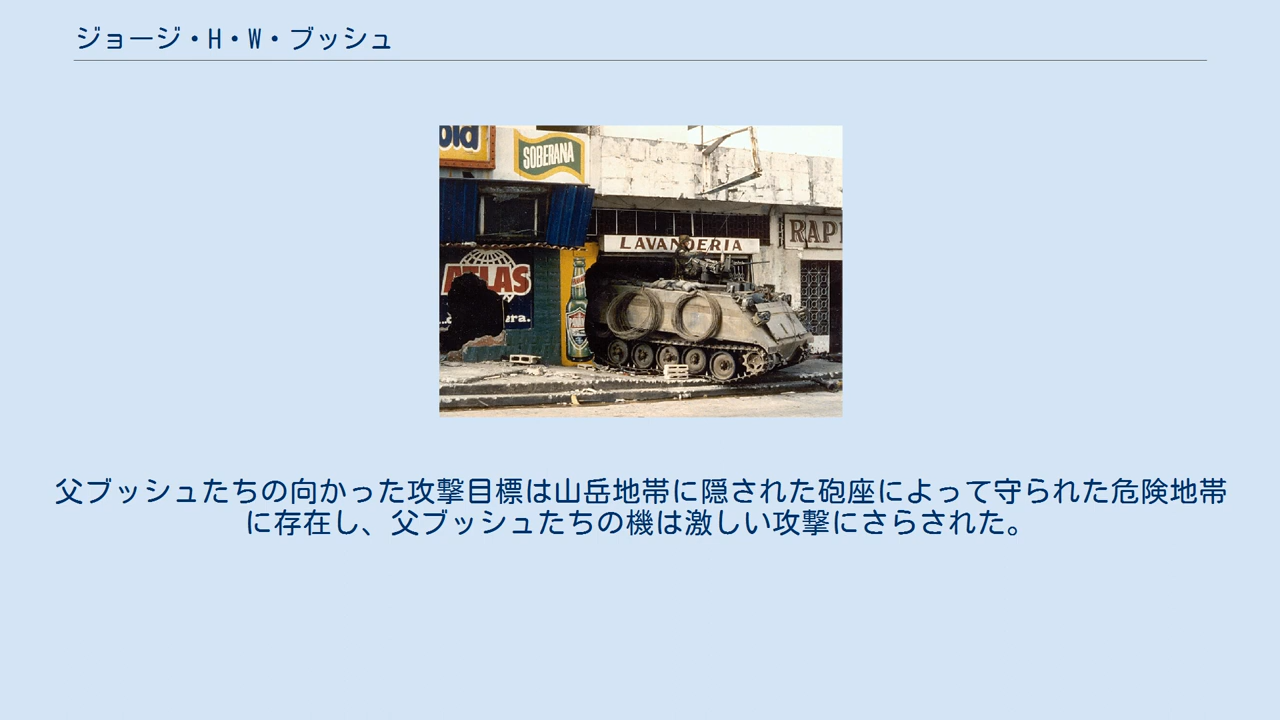 ジョージ・H・W・ブッシュ
SOBERANA
LAVANDERIA
ATLAS
父ブッシュたちの向かった攻撃目標は山岳地帯に隠された砲座によって守られた危険地帯
に存在し、父ブッシュたちの機は激しい攻撃にさらされた。